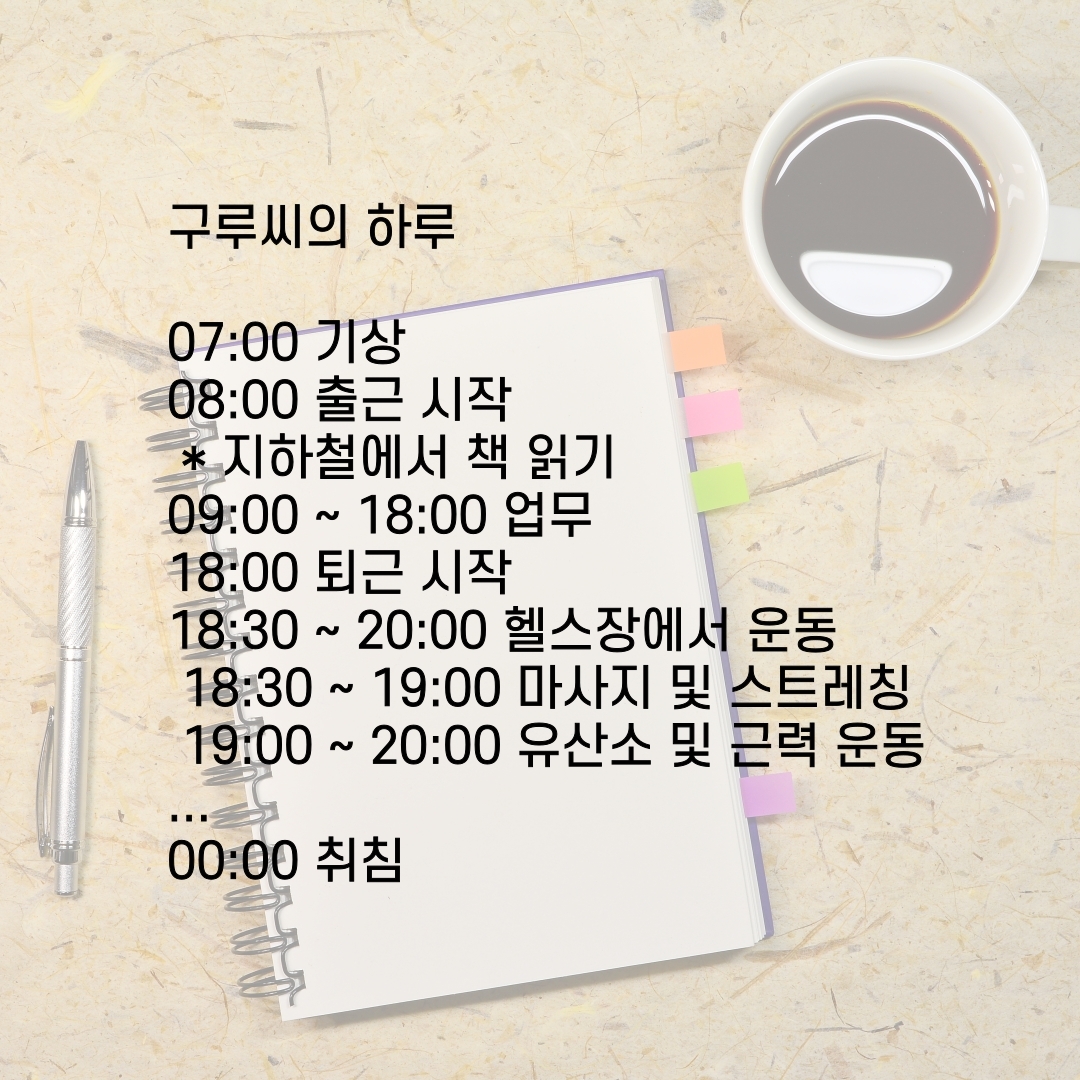 구루씨의 하루
07:00 기상
08:00 출근 시작
* 지하철에서 책 읽기
09:00 ~ 18:00 업무
18:00 퇴근 시작
18:30 ~ 20:00 헬스장에서 운동
18:30 ~ 19:00 마사지 및 스트레칭
19:00 ~ 20:00 유산소 및 근력 운동
...
00:00 취침